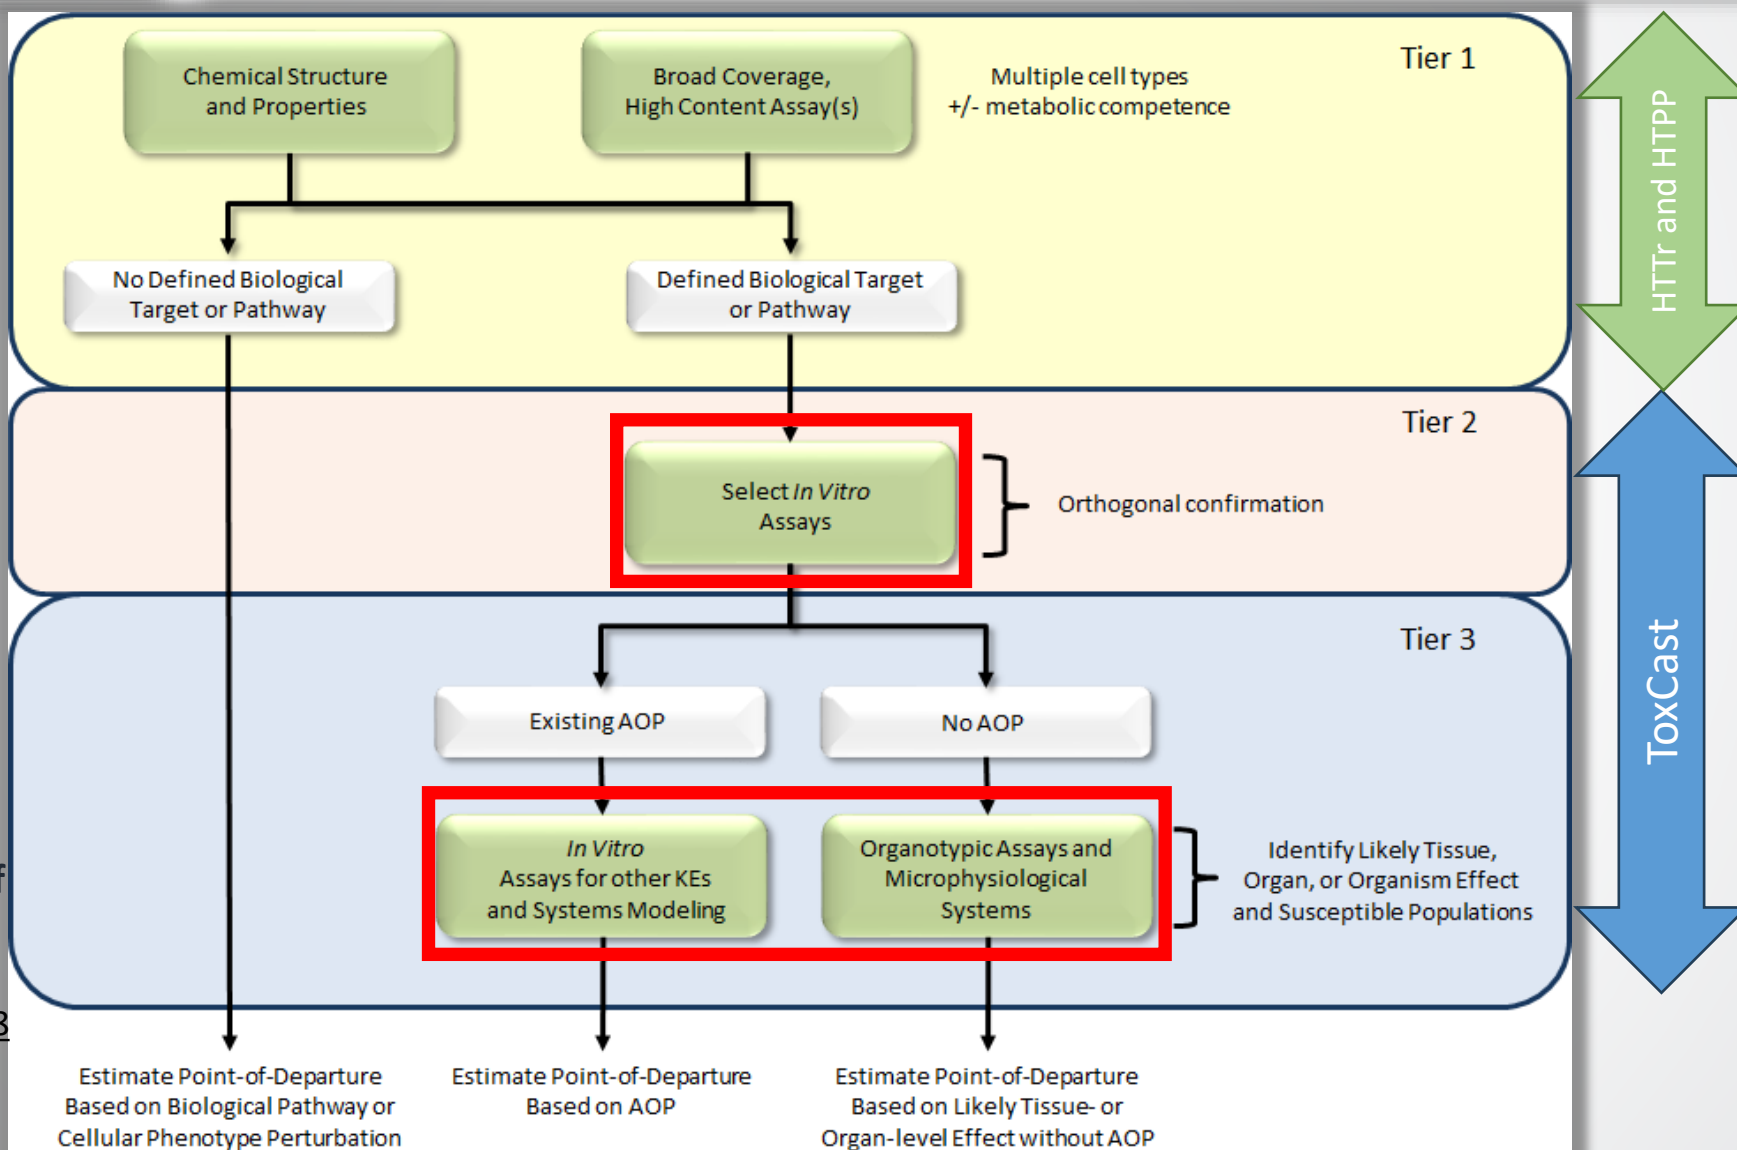 Chemical Structure
and Properties
Broad Coverage,
High Content Assay(s)
Multiple cell types
+/- metabolic competence
Tier 1
HTTr and HTPP
No Defined Biological
Target or Pathway
Defined Biological Target
or Pathway
Tier 2
Select In Vitro
Assays
Orthogonal confirmation
Tier 3
ToxCast
Existing AOP
No AOP
In Vitro
Assays for other KEs
and Systems Modeling
Organotypic Assays and
Microphysiological
Systems
Identify Likely Tissue,
Organ, or Organism Effect
and Susceptible Populations
f
3
Estimate Point-of-Departure
Based on Biological Pathway or
Cellular Phenotype Perturbation
Estimate Point-of-Departure
Based on AOP
Estimate Point-of-Departure
Based on Likely Tissue- or
Organ-level Effect without AOP